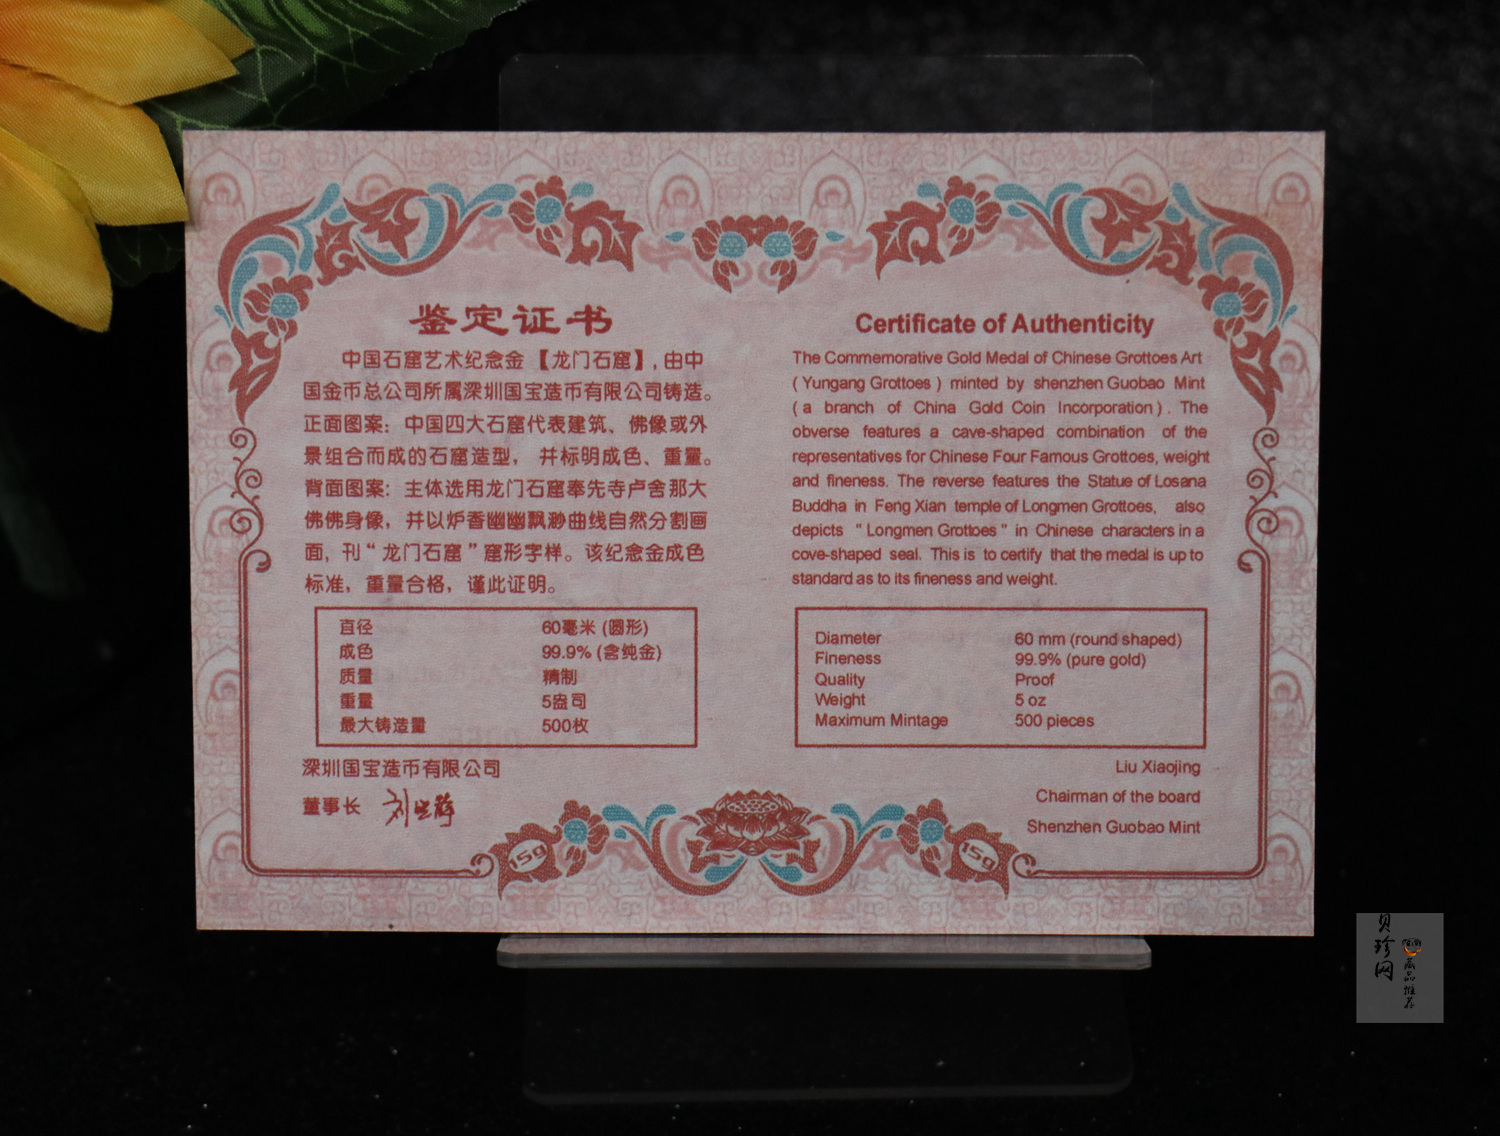 鉴定证书
中国石窟艺术纪念金【龙门石窟】,由中
国金币总公司所属深圳国宝造币有限公司铸造。
正面图案：中国四大石窟代表建筑、佛像或外
景组合而成的石窟造型， 并标明成色、重量。
背面图案：主体选用龙门石窟奉先寺卢舍那大
佛佛身像，并以炉香幽幽飘渺曲线自然分割画
面，刊“龙门石窟”窟形字样。该纪念金成色
标准，重量合格，谨此证明。
直径 60毫米 (圆形)
成色 99.9% (含纯金)
质量 精制
重量 5盎司
最大铸造量 500枚
深圳国宝造币有限公司
董事长
Certificate of Authenticity
The Commemorative Gold Medal of Chinese Grottoes Art
( Yungang Grottoes ) minted by shenzhen Guobao Mint
( a branch of China Gold Coin Incorporation ) . The
obverse features a cave-shaped combination of the
representatives for Chinese Four Famous Grottoes, weight
and fineness. The reverse features the Statue of Losana
Buddha in Feng Xian temple of Longmen Grottoes, also
depicts " Longmen Grottoes " in Chinese characters in a
cove-shaped seal. This is to certify that the medal is up to
standard as to its fineness and weight.
Diameter 60 mm (round shaped)
Fineness 99.9% (pure gold)
Quality Proof
Weight 5 oz
Maximum Mintage 500 pieces
Liu Xiaojing
Chairman of the board
Shenzhen Guobao Mint
15g
15g
贝珍网
藏品推荐